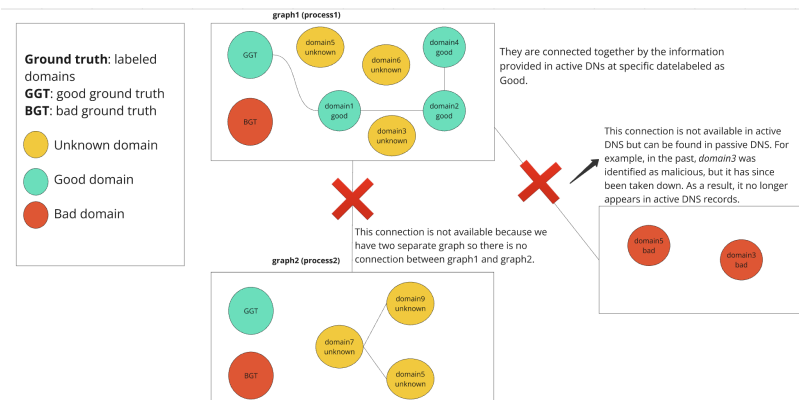 graph1 (process1)
Ground truth: labeled
domains
GGT: good ground truth
BGT: bad ground truth
Unknown domain
Good domain
Bad domain
GGT
BGT
domain5
unknown
domain6
unknown
domain4
good
domain1
good
domain2
good
domain3
unknown
They are connected together by the information
provided in active DNs at specific datelabeled as
Good.
This connection is not available in active
DNS but can be found in passive DNS. For
example, in the past, domain3 was
identified as malicious, but it has since
been taken down. As a result, it no longer
appears in active DNS records.
domain5
bad
domain3
bad
This connection is not available because we
have two separate graph so there is no
connection between graph1 and graph2.
graph2 (process2)
GGT
BGT
domain7
unknown
domain9
unknown
domain5
unknown